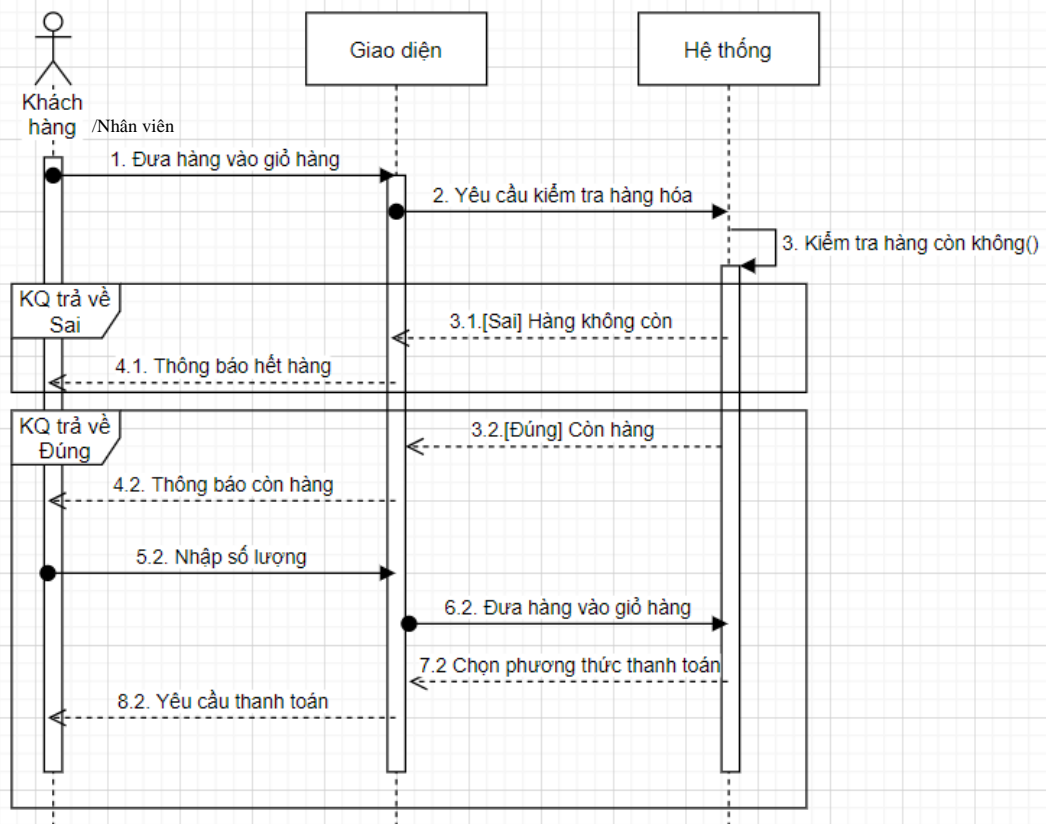 Giao diện
Hệ thống
Khách
hàng /Nhân viên
1. Đưa hàng vào giỏ hàng
2. Yêu cầu kiểm tra hàng hóa
3. Kiểm tra hàng còn không()
KQ trả về
Sai
3.1.[Sai] Hàng không còn
4.1. Thông báo hết hàng
KQ trả về
Đúng
3.2.[Đúng] Còn hàng
4.2. Thông báo còn hàng
5.2. Nhập số lượng
6.2. Đưa hàng vào giỏ hàng
7.2 Chọn phương thức thanh toán
8.2. Yêu cầu thanh toán